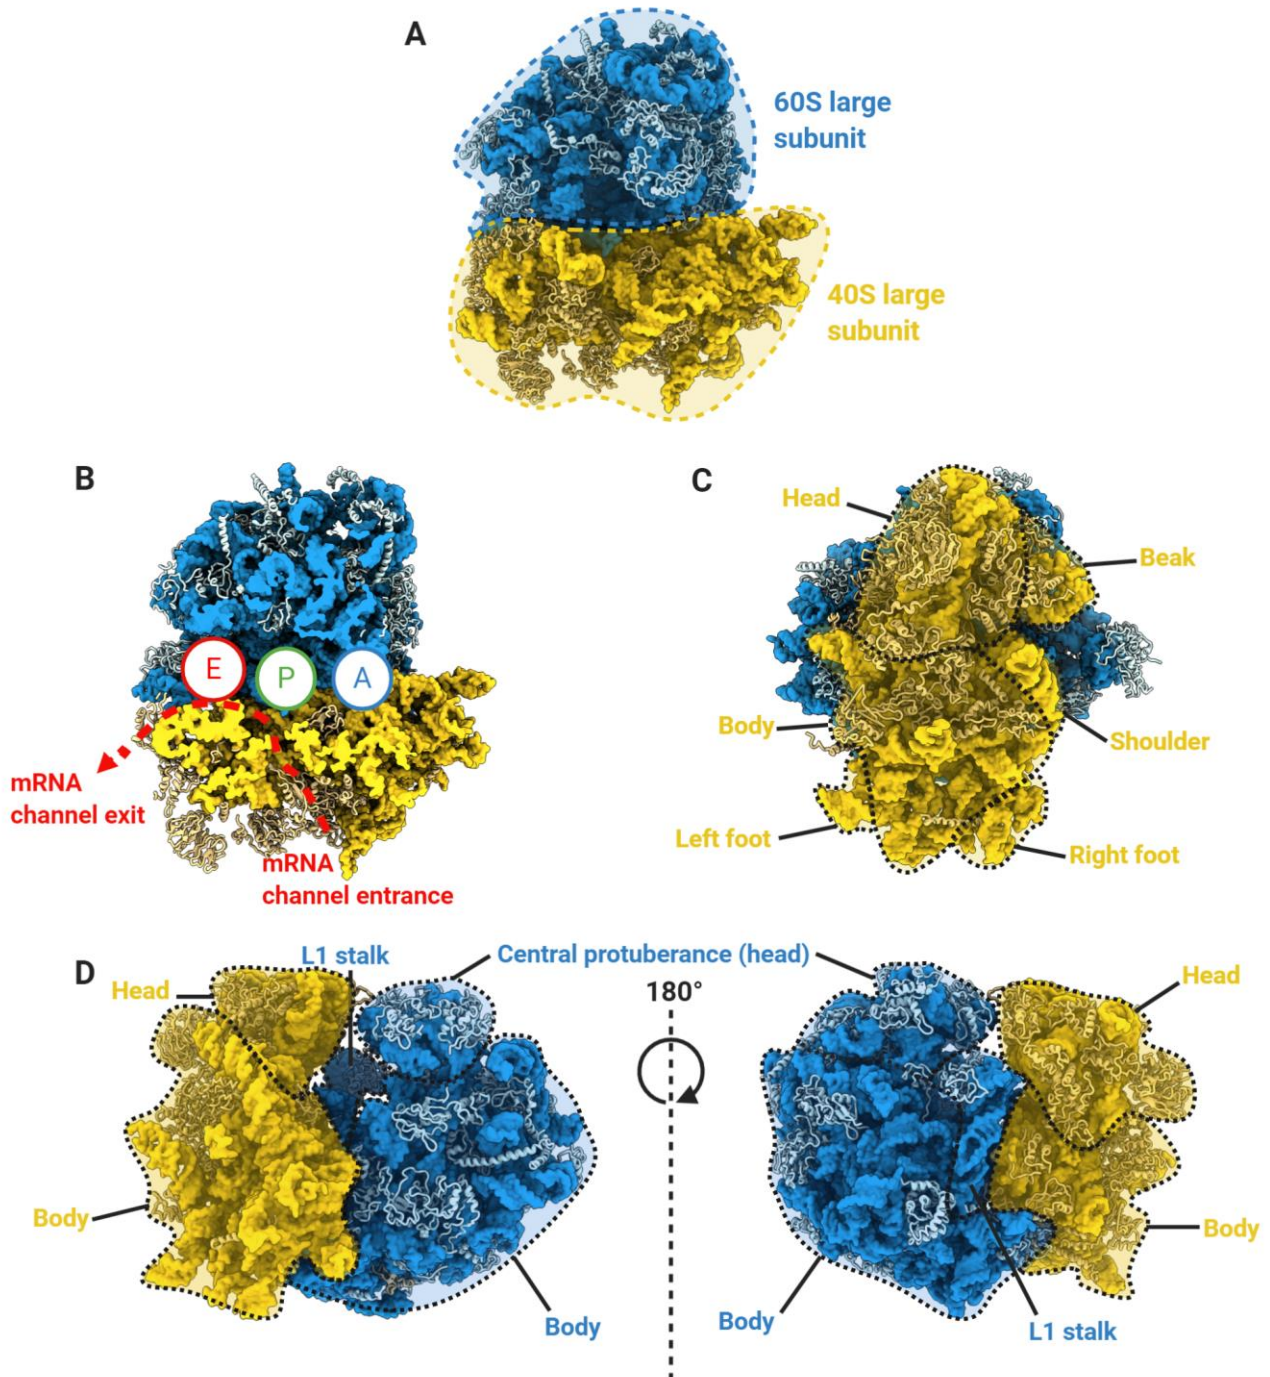 A
60S large
subunit
40S large
subunit
B
E
P
A
mRNA
channel exit
mRNA
channel entrance
C
Head
Beak
Body
Shoulder
Left foot
Right foot
D
L1 stalk
Central protuberance (head)
Head
180°
Head
Body
Body
Body
Body
L1 stalk